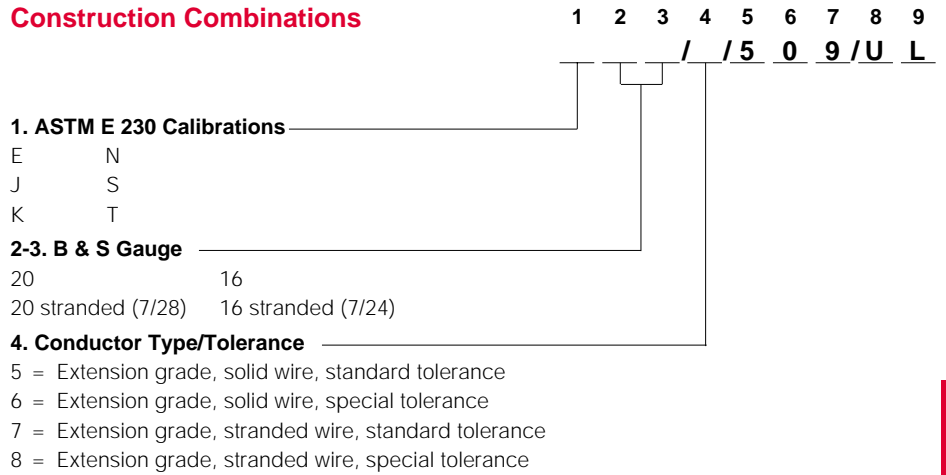 Construction Combinations 1 2 3 4 5 6 7 8 9
/ / 5 0 9 / U L
1. ASTM E 230 Calibrations
E N
J S
K T
2-3. B & S Gauge
20 16
20 stranded (7/28) 16 stranded (7/24)
4. Conductor Type/Tolerance
5 = Extension grade, solid wire, standard tolerance
6 = Extension grade, solid wire, special tolerance
7 = Extension grade, stranded wire, standard tolerance
8 = Extension grade, stranded wire, special tolerance